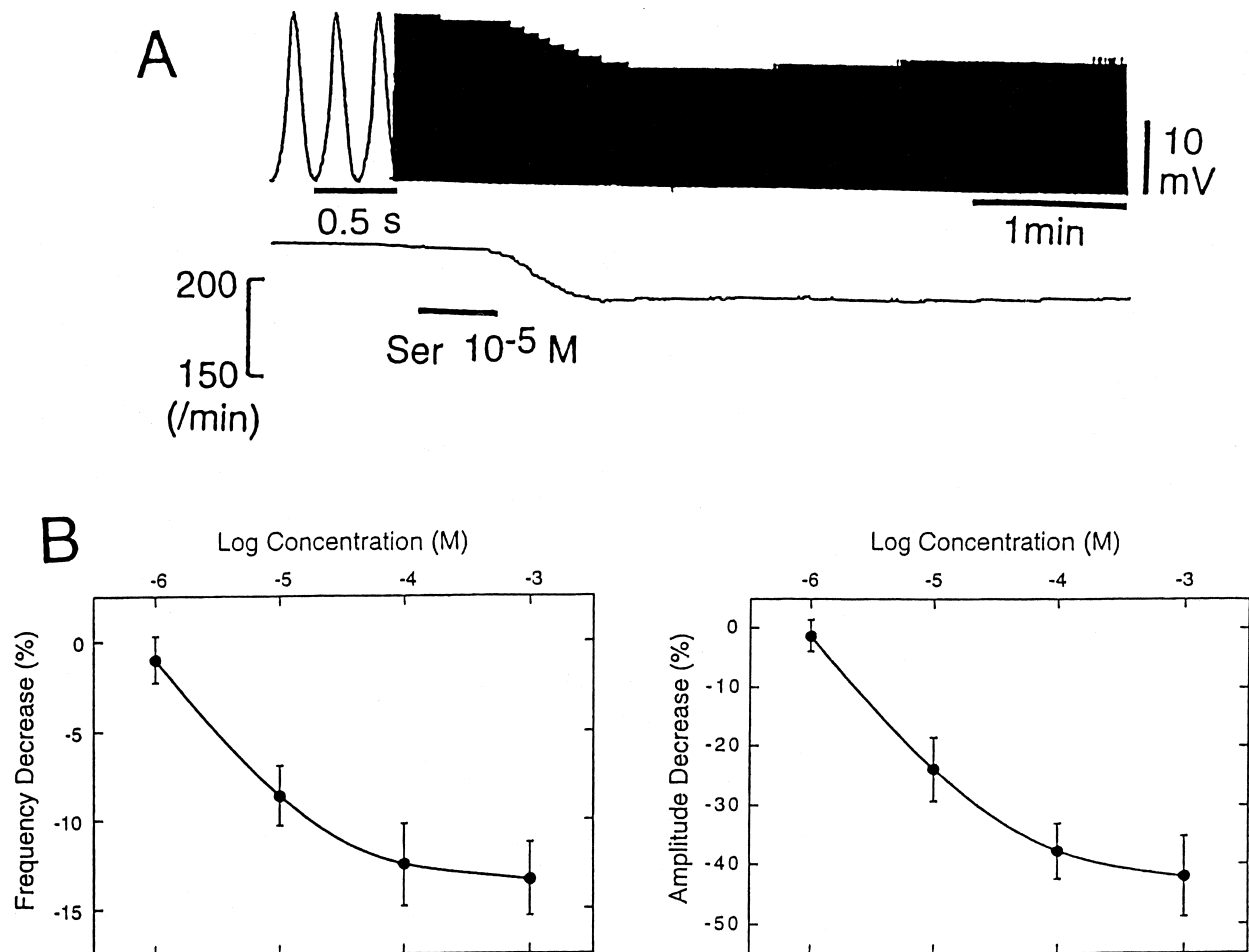 A
10
mV
0.5 s
1min
200
150
(/min)
Ser 10-5 M
B
Log Concentration (M)
-6 -5 -4 -3
Frequency Decrease (%)
0
-5
-10
-15
Log Concentration (M)
-6 -5 -4 -3
Amplitude Decrease (%)
0
-10
-20
-30
-40
-50